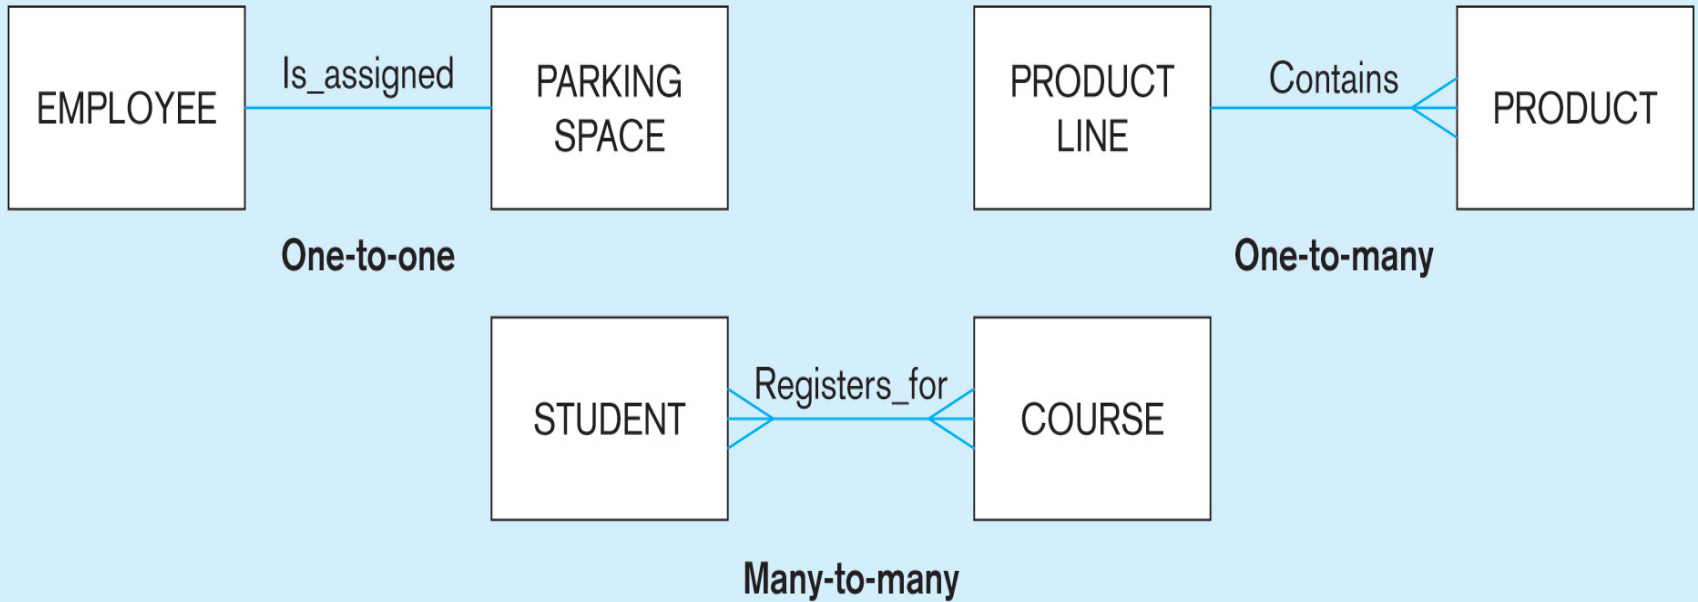 EMPLOYEE
Is_assigned
PARKING
SPACE
One-to-one
PRODUCT
LINE
Contains
PRODUCT
One-to-many
STUDENT
Registers_for
COURSE
Many-to-many